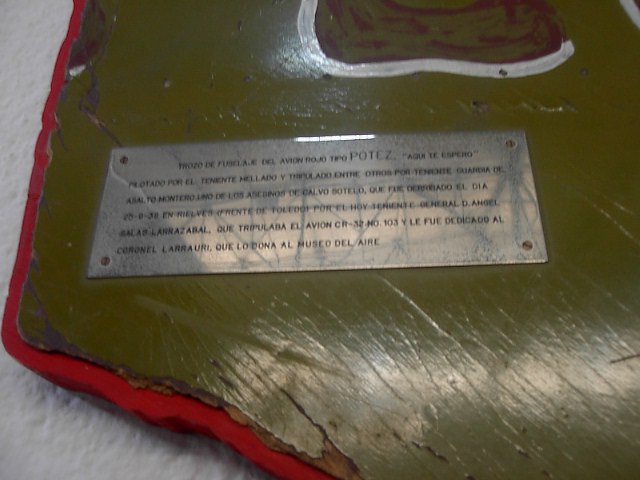 TROZO DE FUSELAJE DEL AVION ROJO TIPO POTEZ, "AQUI TE ESPERO"
PILOTADO POR EL TENIENTE MELLADO Y TRIPULADO ENTRE OTROS POR TENIENTE GUARDIA DE
ASALTO MONTERO, UNO DE LOS ASESINOS DE CALVO SOTELO, QUE FUE DERRIBADO EL DIA
25-9-36 EN RIELVES (FRENTE DE TOLEDO) POR EL HOY TENIENTE GENERAL D. ANGEL
SALAS LARRAZABAL, QUE TRIPULABA EL AVION CR-32 NO. 103 Y LE FUE DEDICADO AL
CORONEL LARRAURI, QUE LO DONA AL MUSEO DEL AIRE